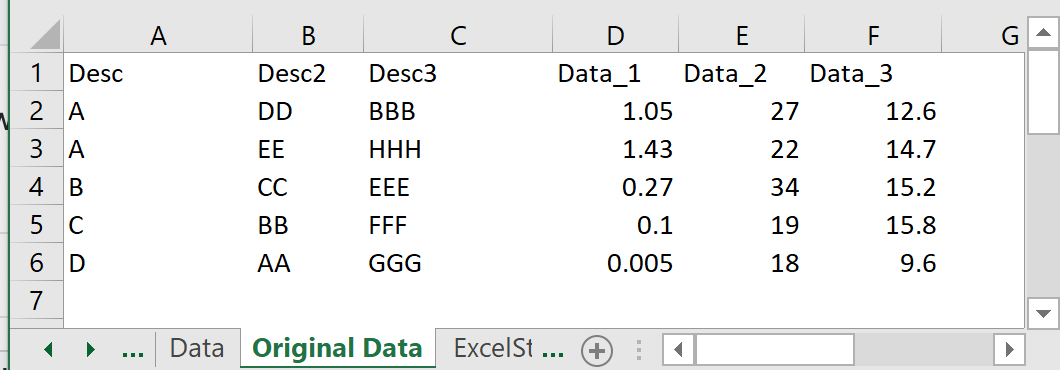 A B C D E F G
1 Desc Desc2 Desc3 Data_1 Data_2 Data_3
2 A DD BBB 1.05 27 12.6
3 A EE HHH 1.43 22 14.7
4 B CC EEE 0.27 34 15.2
5 C BB FFF 0.1 19 15.8
6 D AA GGG 0.005 18 9.6
7
... Data Original Data ExcelSt ...